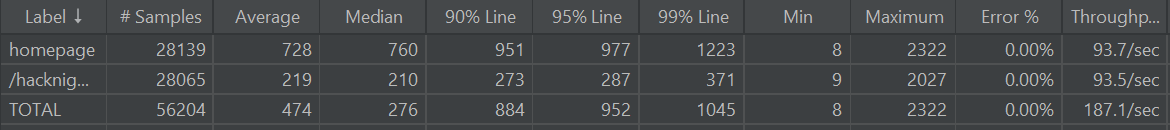 Label ↓ # Samples Average Median 90% Line 95% Line 99% Line Min Maximum Error % Throughp...
homepage 28139 728 760 951 977 1223 8 2322 0.00% 93.7/sec
/hacknig... 28065 219 210 273 287 371 9 2027 0.00% 93.5/sec
TOTAL 56204 474 276 884 952 1045 8 2322 0.00% 187.1/sec